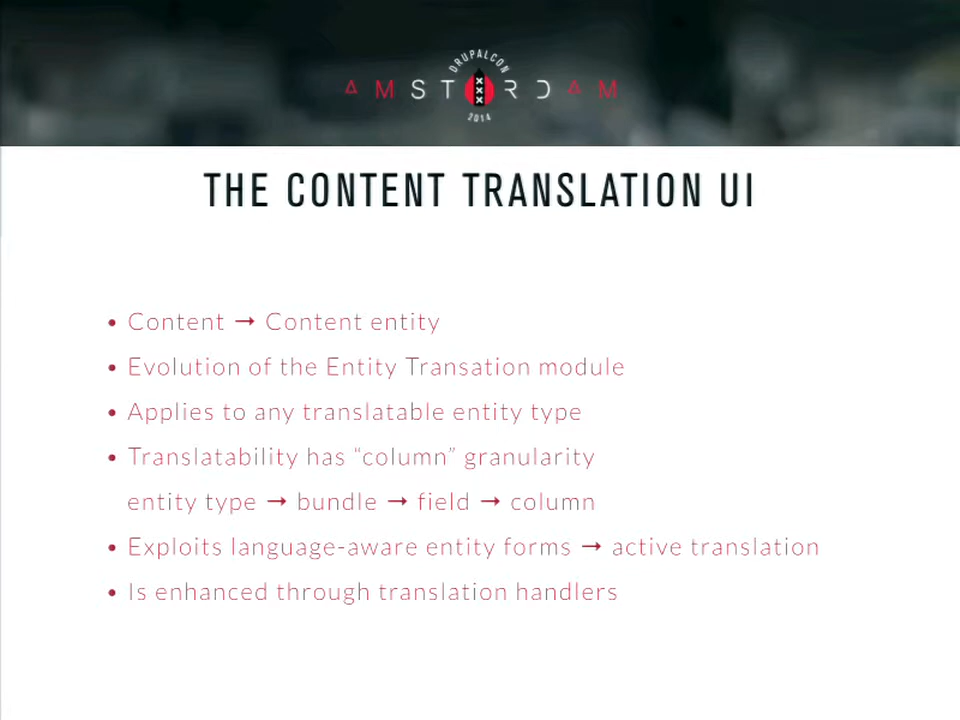 DRUPALCON
AMSTERDAM
2014
THE CONTENT TRANSLATION UI
• Content → Content entity
• Evolution of the Entity Transation module
• Applies to any translatable entity type
• Translatability has “column” granularity
entity type → bundle → field → column
• Exploits language-aware entity forms → active translation
• Is enhanced through translation handlers